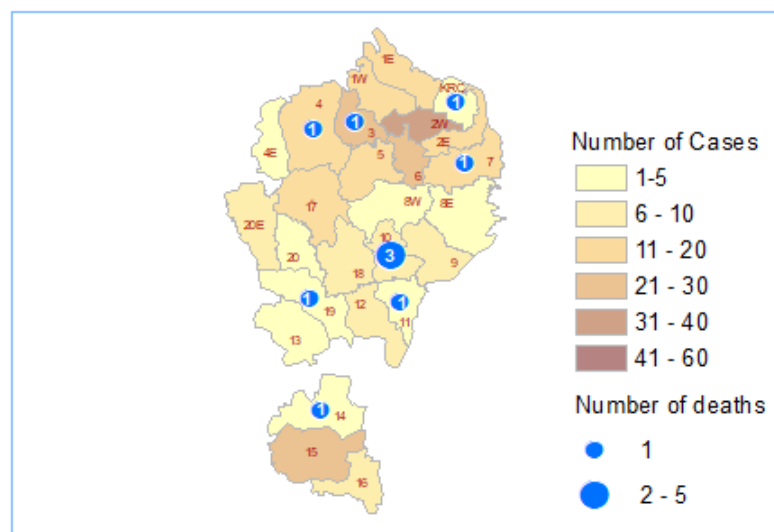 1E
1W
KRC
4
1
1
1
3
2W
2E
4E
5
1
7
6
17
8W
8E
20E
10
20
3
18
9
1
19
12
1
11
13
1
14
15
16
Number of Cases
1-5
6 - 10
11 - 20
21 - 30
31 - 40
41 - 60
Number of deaths
1
2 - 5